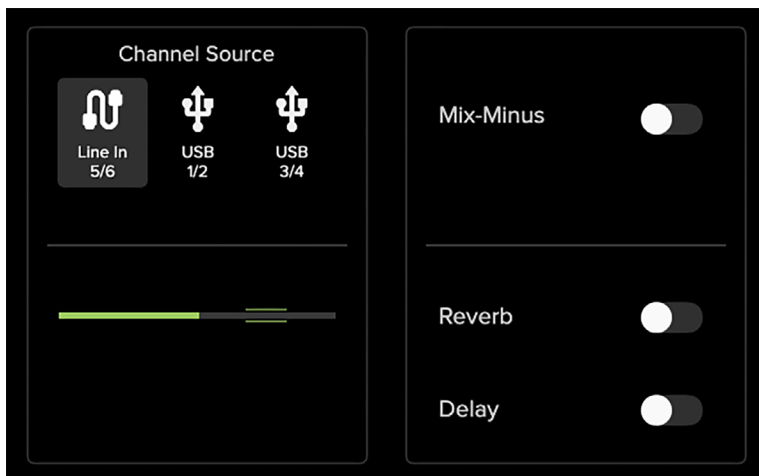 Channel Source
Line In
5/6
USB
1/2
USB
3/4
Mix-Minus
Reverb
Delay